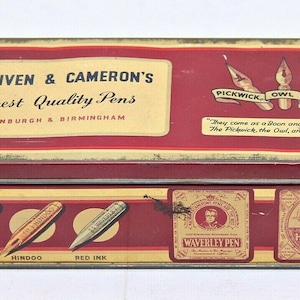 IVEN & CAMERON'S
est Quality Pens
NBURGH & BIRMINGHAM
PICKWICK, OWL
"They come as a Boon and
The Pickwick, the Owl, an
HINDOO
RED INK
WAVERLEY PEN